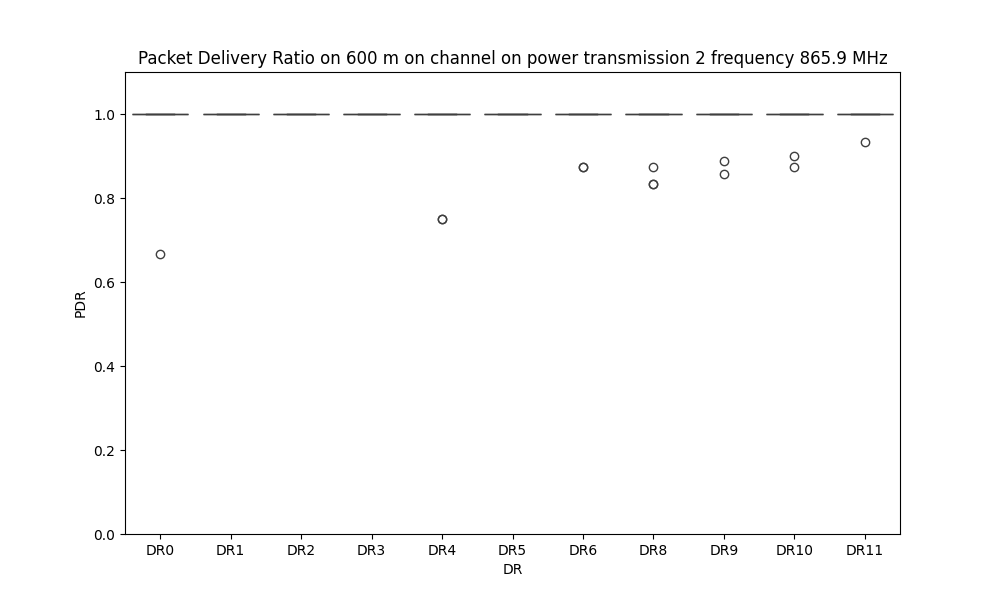 Packet Delivery Ratio on 600 m on channel on power transmission 2 frequency 865.9 MHz
1.0
0.8
0.6
0.4
0.2
0.0
PDR
DR0 DR1 DR2 DR3 DR4 DR5 DR6 DR8 DR9 DR10 DR11
DR